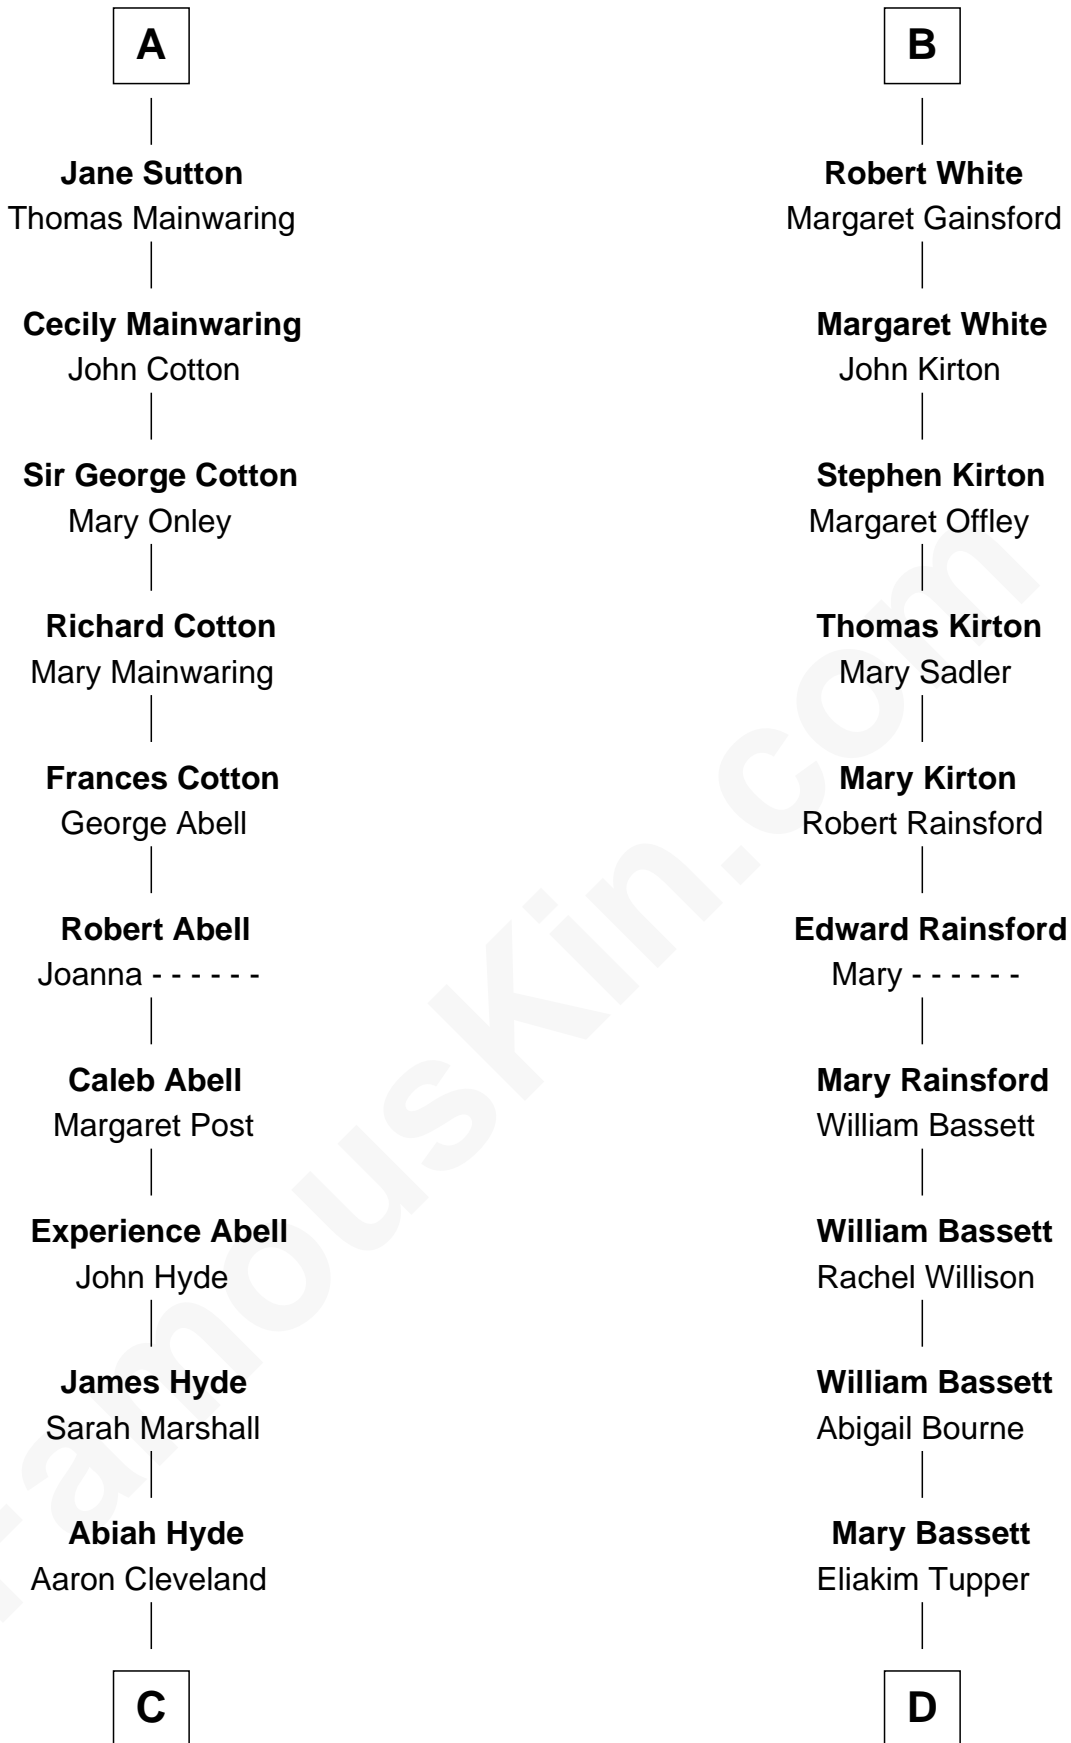 A
Jane Sutton
Thomas Mainwaring
Cecily Mainwaring
John Cotton
Sir George Cotton
Mary Onley
Richard Cotton
Mary Mainwaring
Frances Cotton
George Abell
Robert Abell
Joanna - - - - - -
Caleb Abell
Margaret Post
Experience Abell
John Hyde
James Hyde
Sarah Marshall
Abiah Hyde
Aaron Cleveland
C
B
Robert White
Margaret Gainsford
Margaret White
John Kirton
Stephen Kirton
Margaret Offley
Thomas Kirton
Mary Sadler
Mary Kirton
Robert Rainsford
Edward Rainsford
Mary - - - - - -
Mary Rainsford
William Bassett
William Bassett
Rachel Willison
William Bassett
Abigail Bourne
Mary Bassett
Eliakim Tupper
D
FamousKin.com